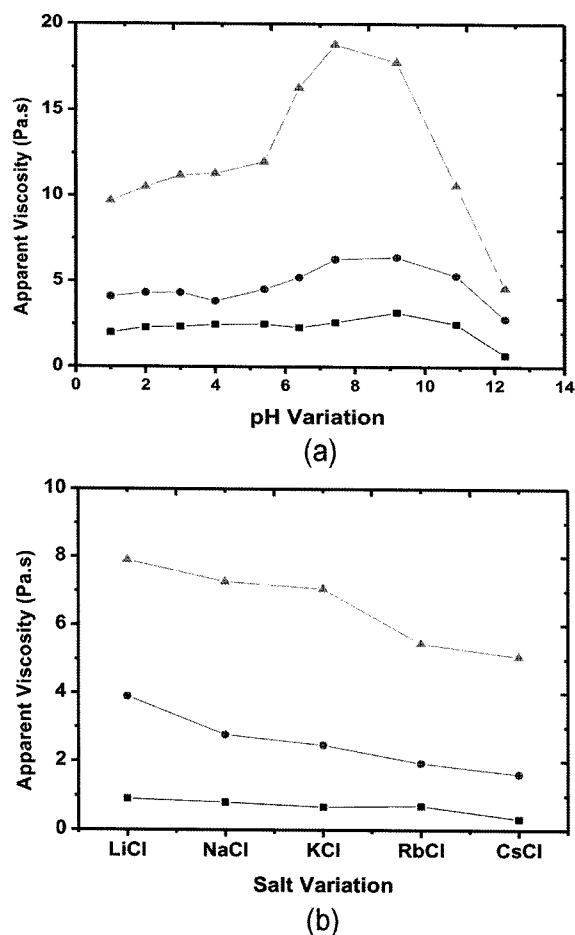 20
15
10
5
0
Apparent Viscosity (Pa.s)
0 2 4 6 8 10 12 14
pH Variation
(a)
10
8
6
4
2
0
Apparent Viscosity (Pa.s)
LiCl NaCl KCl RbCl CsCl
Salt Variation
(b)